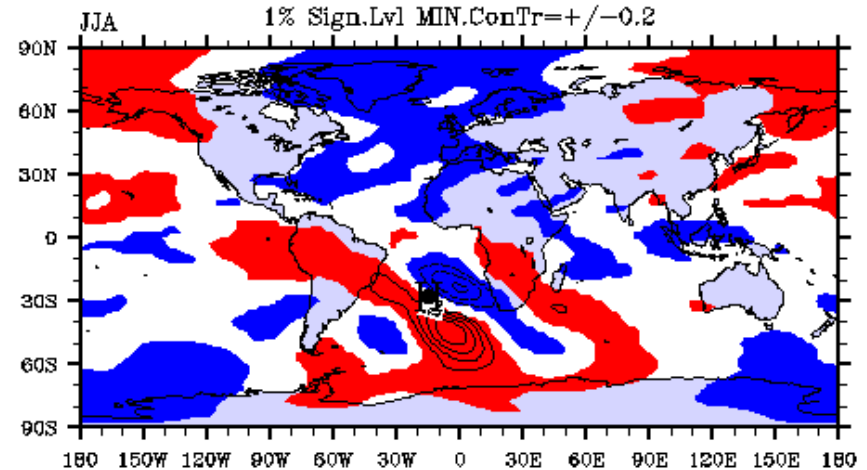 JJA 1% Sign.Lvl MIN.ConTr=+/-0.2
90N
60N
30N
0
30S
60S
90S
180 150W 120W 90W 60W 30W 0 30E 60E 90E 120E 150E 180